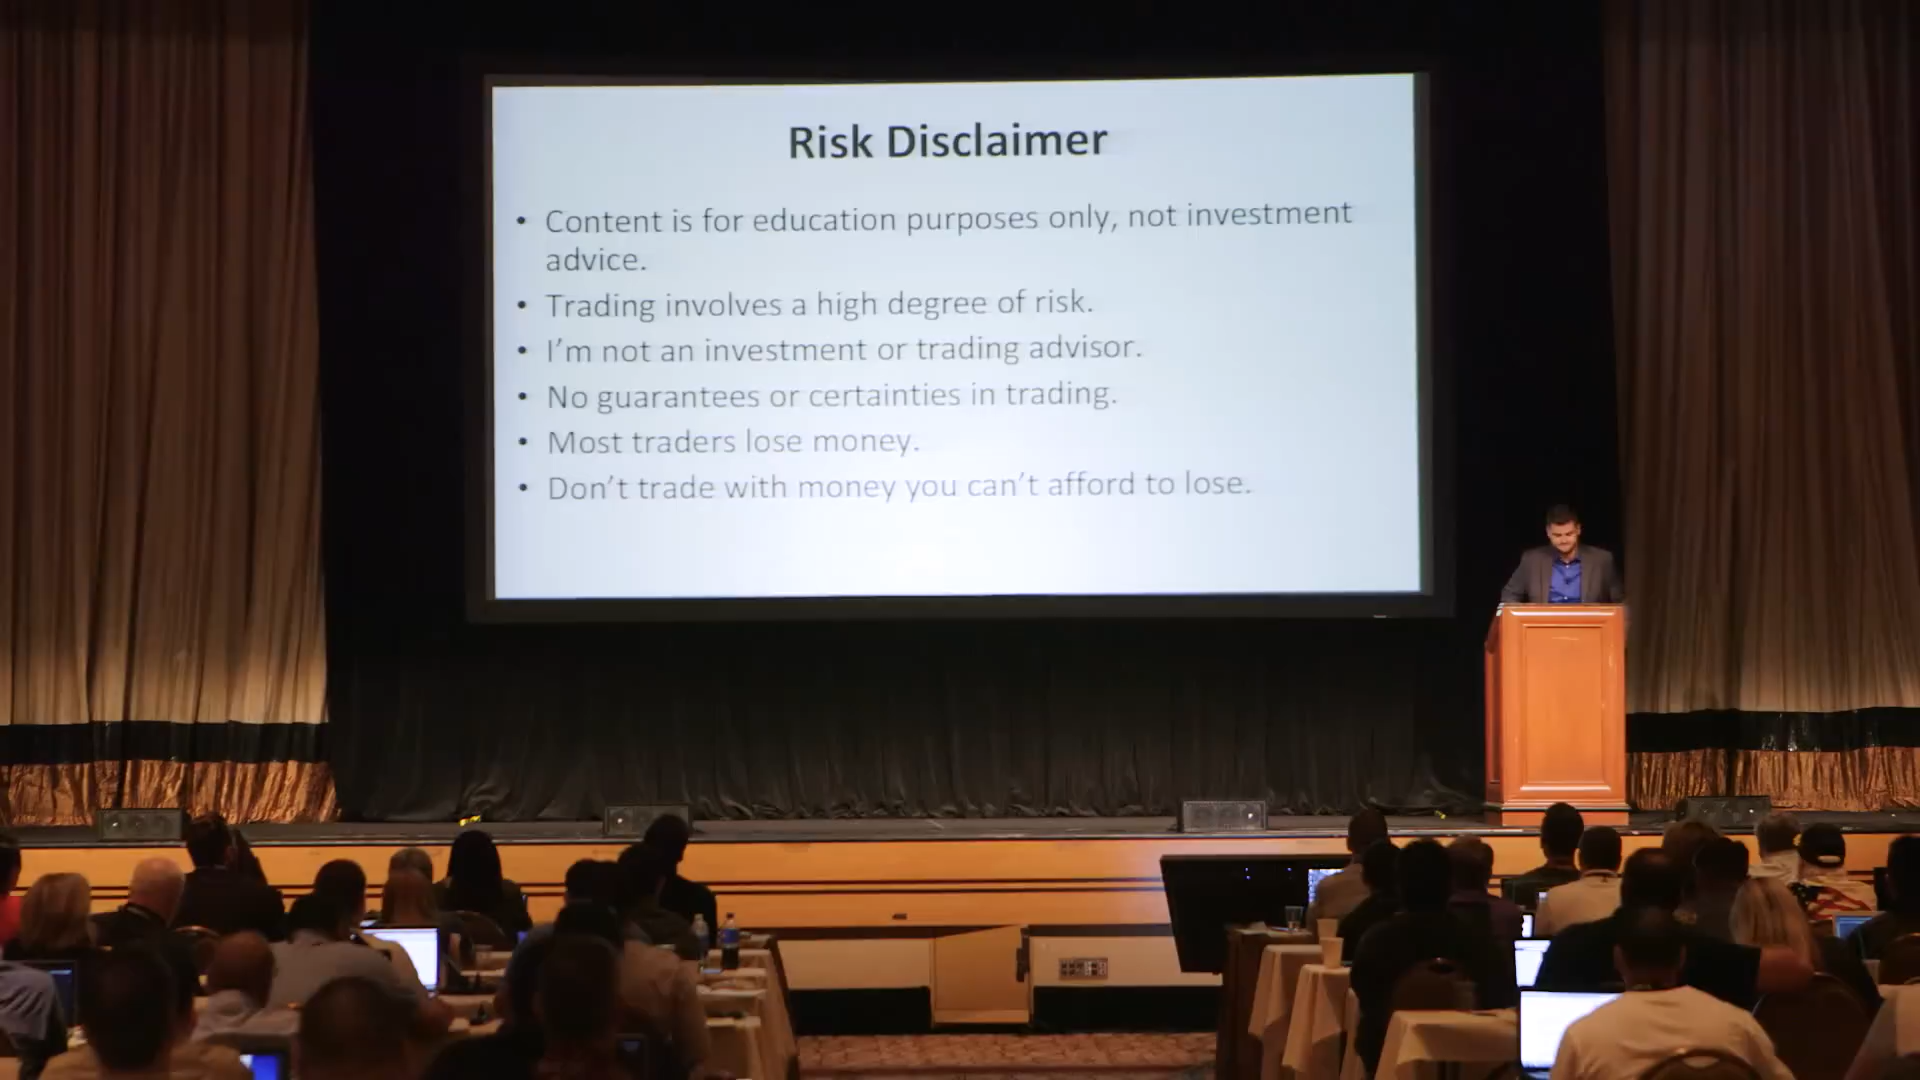 Risk Disclaimer
• Content is for education purposes only, not investment
advice.
• Trading involves a high degree of risk.
• I'm not an investment or trading advisor.
• No guarantees or certainties in trading.
• Most traders lose money.
• Don't trade with money you can't afford to lose.